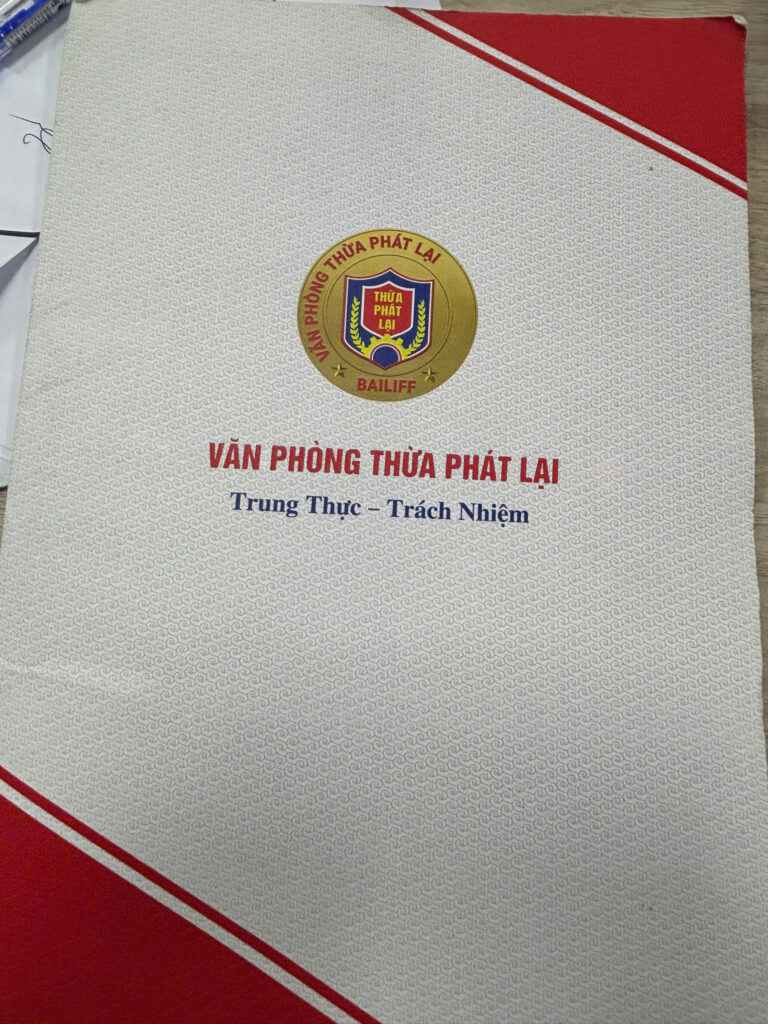 VĂN PHÒNG THỪA PHÁT LẠI
THỪA
PHÁT
LẠI
BAILIFF
VĂN PHÒNG THỪA PHÁT LẠI
Trung Thực – Trách Nhiệm